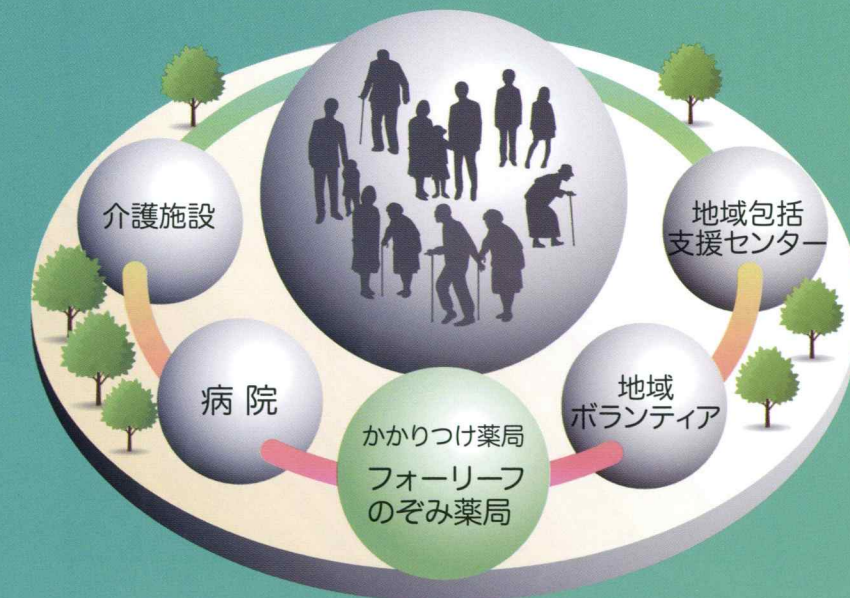 介護施設
地域包括
支援センター
病院
地域
ボランティア
かかりつけ薬局
フォーリーフ
のぞみ薬局